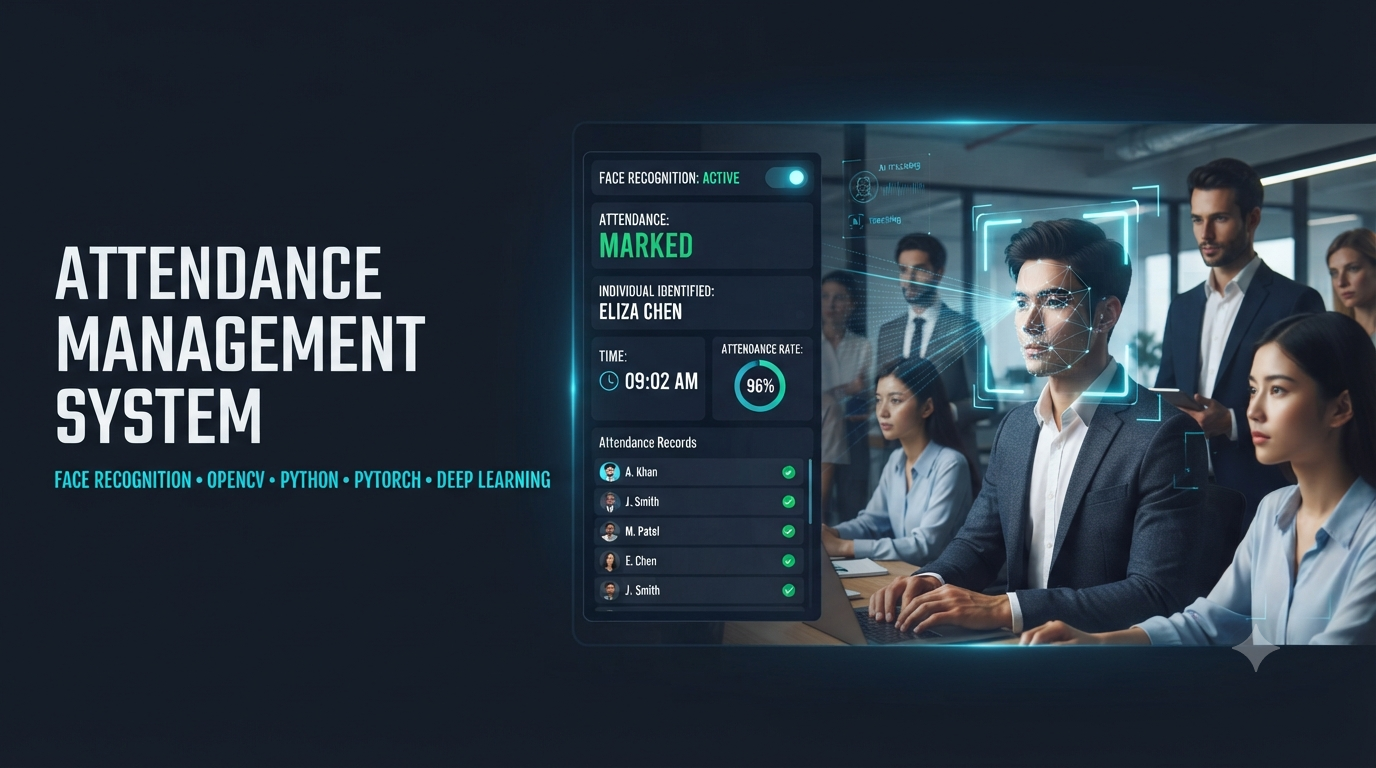 ATTENDANCE
MANAGEMENT
SYSTEM
FACE RECOGNITION • OPENCV • PYTHON • PYTORCH • DEEP LEARNING
FACE RECOGNITION: ACTIVE
ATTENDANCE:
MARKED
INDIVIDUAL IDENTIFIED:
ELIZA CHEN
TIME:
09:02 AM
ATTENDANCE RATE:
96%
Attendance Records
A. Khan
J. Smith
M. Patel
E. Chen
J. Smith